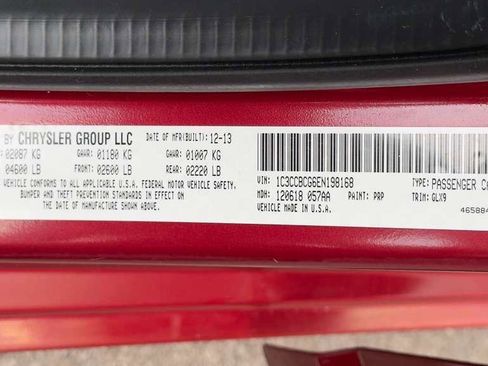 BY CHRYSLER GROUP LLC DATE OF MFR(BUILT): 12-13
02087 KG GAWR: 01180 KG GAWR: 01007 KG
04600 LB FRONT: 02600 LB REAR: 02220 LB
VEHICLE CONFORMS TO ALL APPLICABLE U.S.A. FEDERAL MOTOR VEHICLE SAFETY,
BUMPER AND THEFT PREVENTION STANDARDS IN EFFECT ON
THE DATE OF MANUFACTURE SHOWN ABOVE.
VIN: 1C3CCBCG6EN198168 TYPE: PASSENGER
MDH: 120618 057AA PAINT: PRP TRIM: GLX9
VEHICLE MADE IN U.S.A.
465884